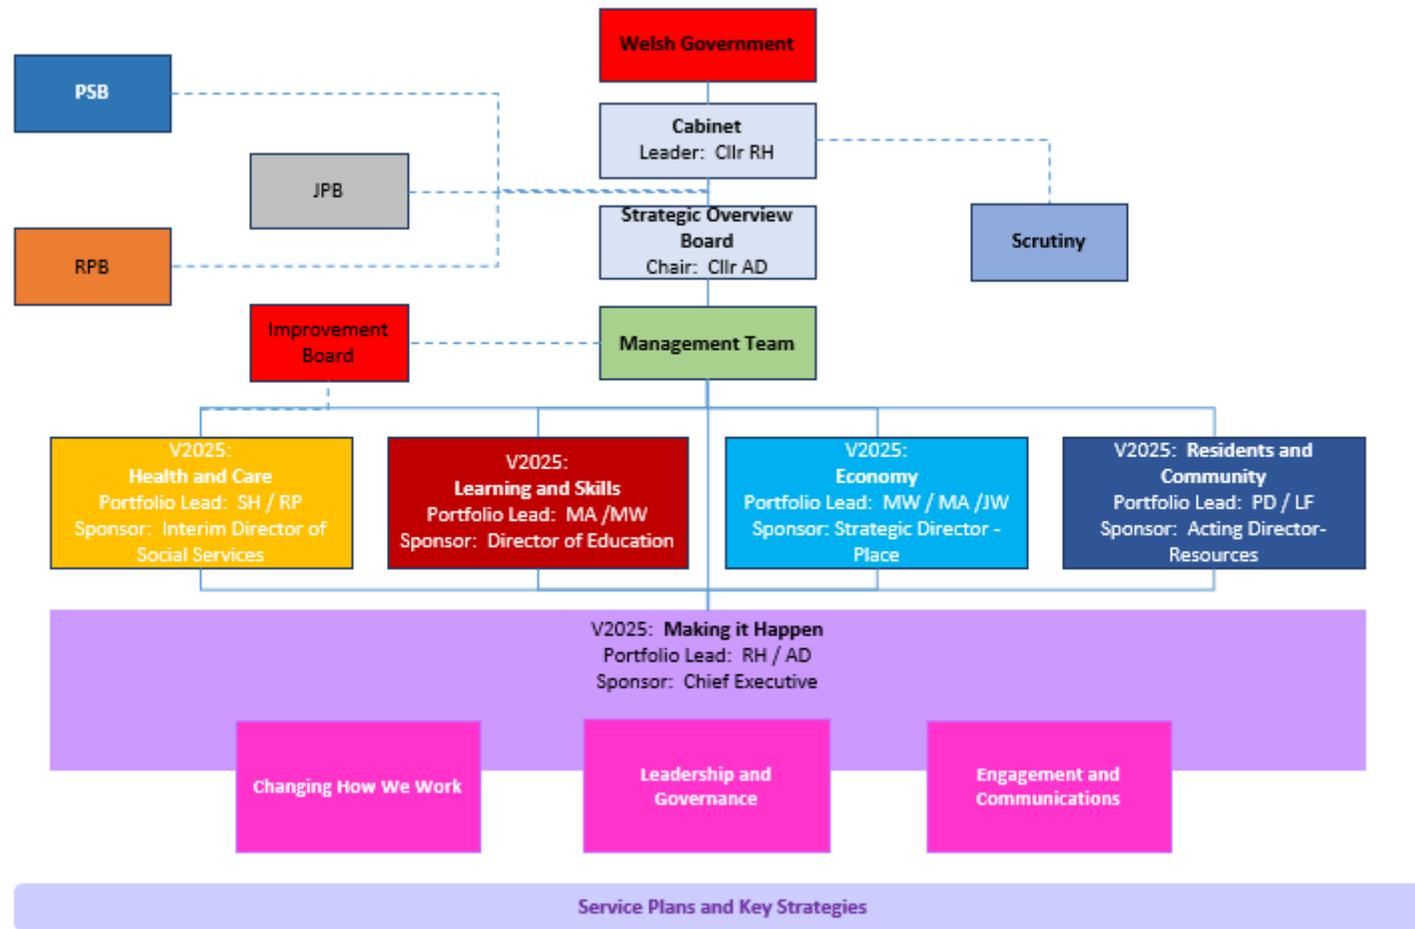 Welsh Government
PSB
Cabinet
Leader:  Cllr RH
JPB
Strategic Overview
Board
Chair:  Cllr AD
Scrutiny
RPB
Improvement
Board
Management Team
V2025:
Health and Care
Portfolio Lead:  SH / RP
Sponsor:  Interim Director of
Social Services
V2025:
Learning and Skills
Portfolio Lead:  MA /MW
Sponsor:  Director of Education
V2025:
Economy
Portfolio Lead:  MW / MA /JW
Sponsor: Strategic Director -
Place
V2025:  Residents and
Community
Portfolio Lead:  PD / LF
Sponsor:  Acting Director-
Resources
V2025:  Making it Happen
Portfolio Lead:  RH / AD
Sponsor:  Chief Executive
Changing How We Work
Leadership and
Governance
Engagement and
Communications
Service Plans and Key Strategies